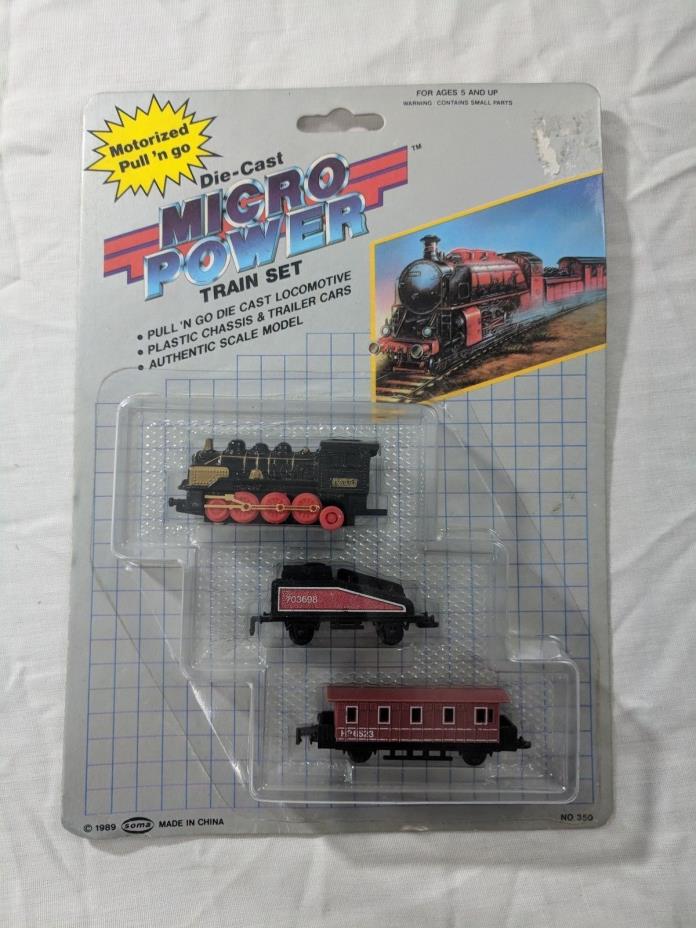 FOR AGES 5 AND UP
WARNING: CONTAINS SMALL PARTS
Motorized
Pull 'n go
Die-Cast
MICRO
POWER
TM
TRAIN SET
• PULL 'N GO DIE CAST LOCOMOTIVE
• PLASTIC CHASSIS & TRAILER CARS
• AUTHENTIC SCALE MODEL
703698
© 1989 soma MADE IN CHINA
NO 350